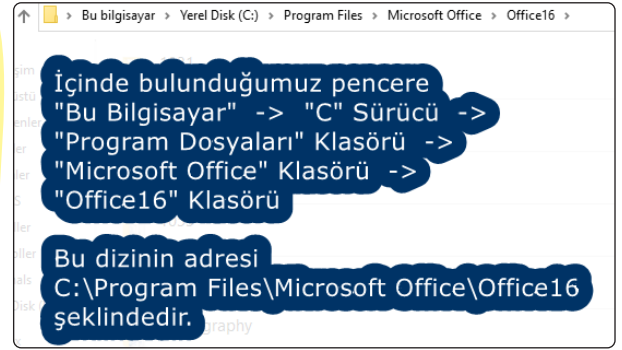 Bu bilgisayar > Yerel Disk (C:) > Program Files > Microsoft Office > Office16 >
İçinde bulunduğumuz pencere
"Bu Bilgisayar" -> "C" Sürücü ->
"Program Dosyaları" Klasörü ->
"Microsoft Office" Klasörü ->
"Office16" Klasörü
Bu dizinin adresi
C:\Program Files\Microsoft Office\Office16
şeklindedir.